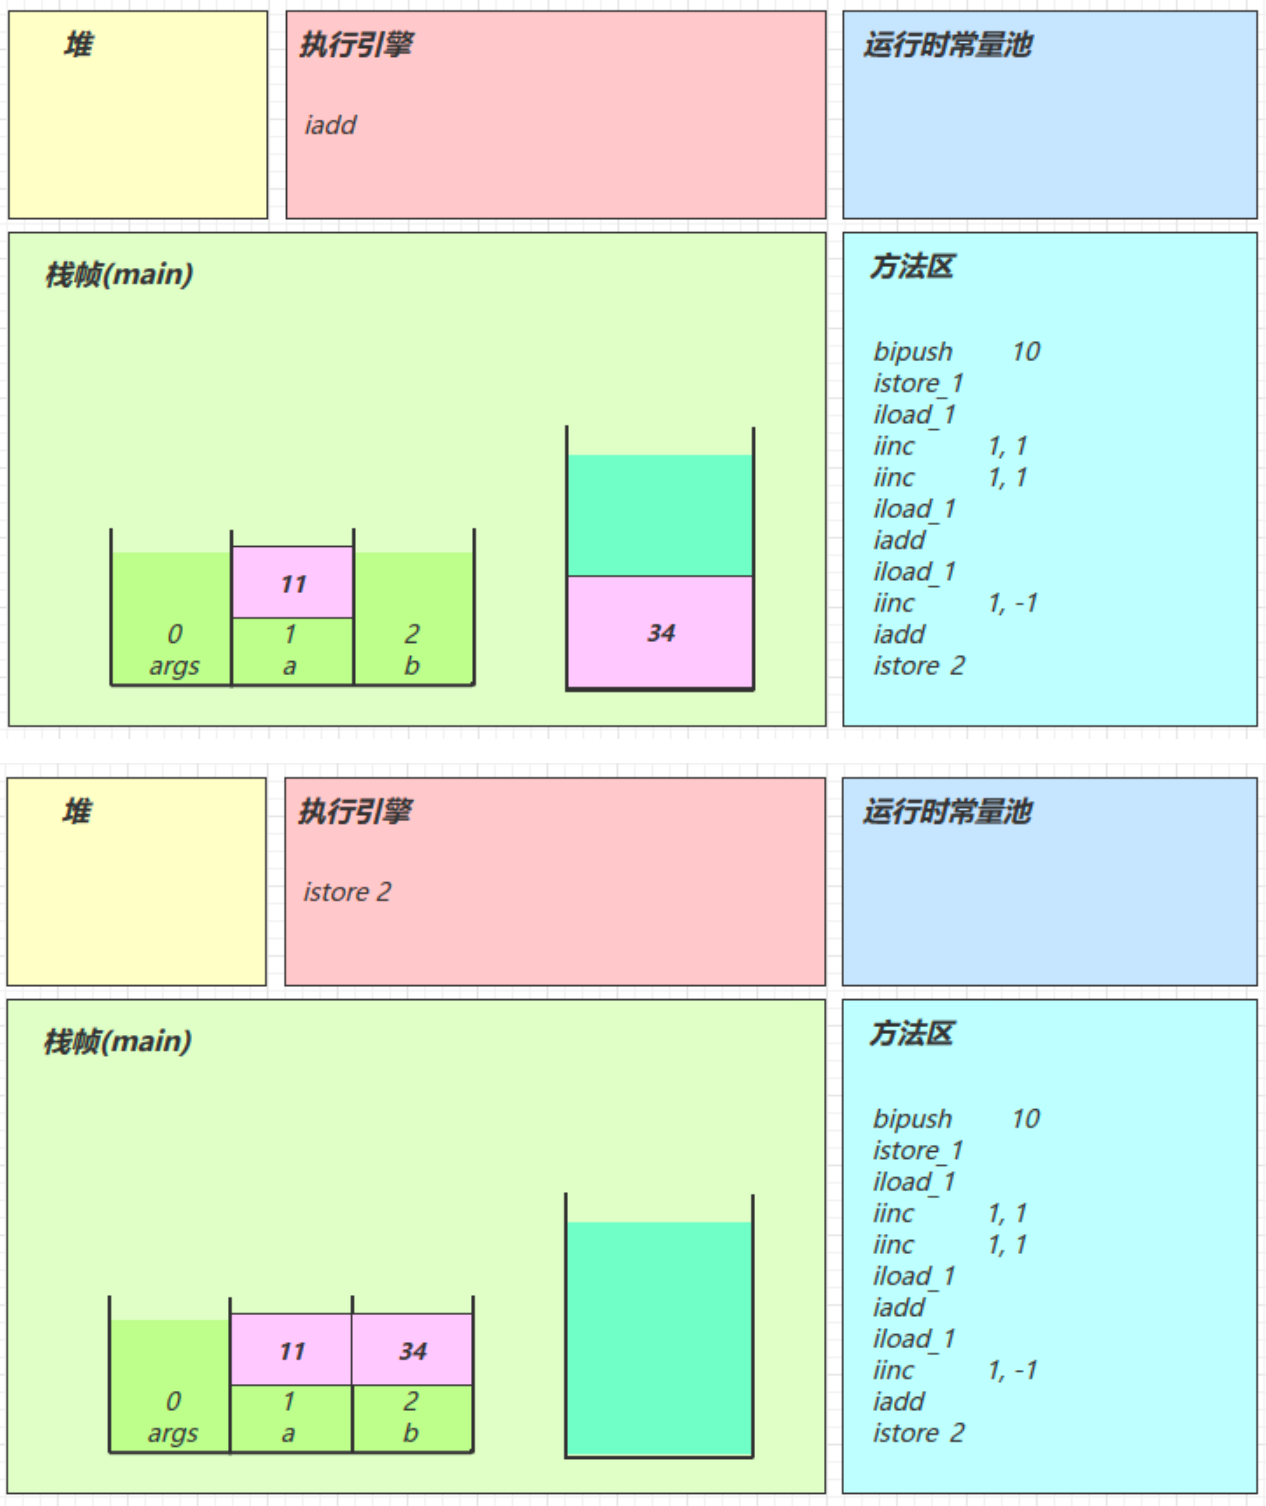 堆
执行引擎
运行时常量池
iadd
栈帧(main)
方法区
bipush 10
istore_1
iload_1
iinc 1, 1
iinc 1, 1
iload_1
iadd
iload_1
iinc 1, -1
iadd
istore 2
11
34
0 1 2
args a b
堆
执行引擎
运行时常量池
istore 2
栈帧(main)
方法区
bipush 10
istore_1
iload_1
iinc 1, 1
iinc 1, 1
iload_1
iadd
iload_1
iinc 1, -1
iadd
istore 2
11 34
0 1 2
args a b